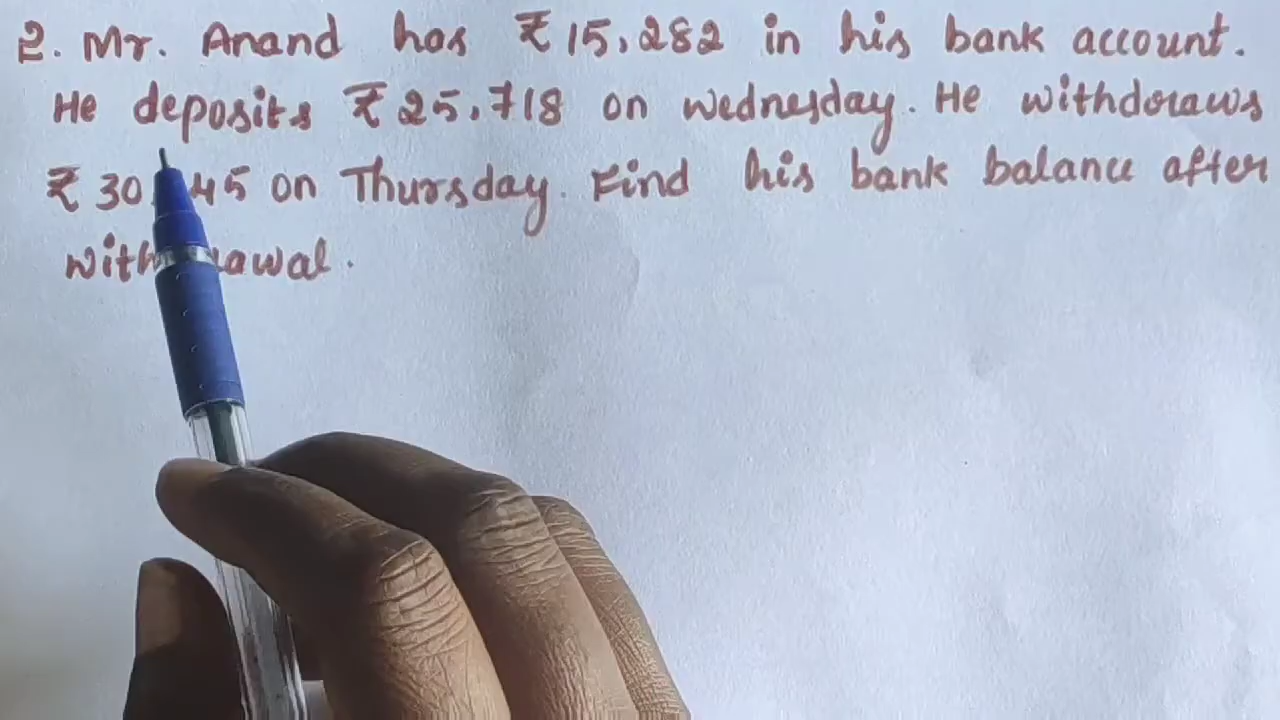 2. Mr. Anand has ₹15,282 in his bank account.
He deposits ₹25,718 on Wednesday. He withdraws
on Thursday. Find his bank balance after